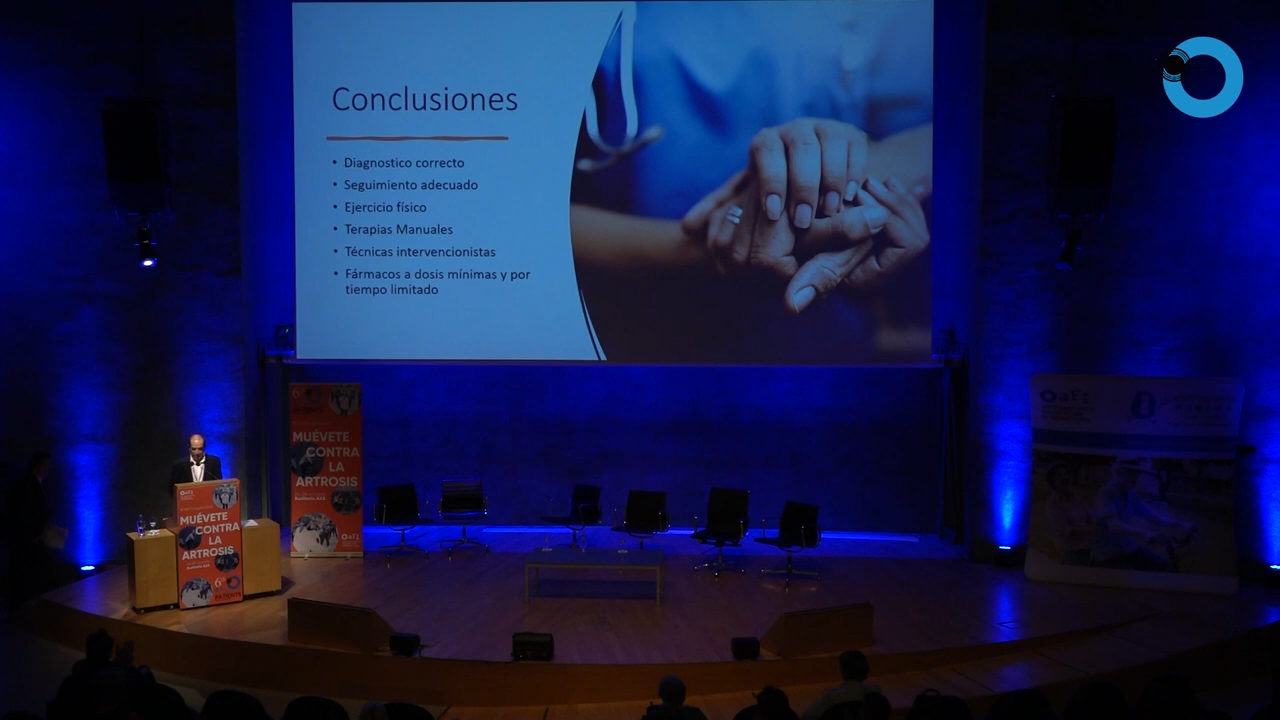 Conclusiones
• Diagnostico correcto
• Seguimiento adecuado
• Ejercicio físico
• Terapias Manuales
• Técnicas intervencionistas
• Fármacos a dosis mínimas y por
tiempo limitado
MUÉVETE
CONTRA
LA
ARTROSIS
MUÉVETE
CONTRA
LA
ARTROSIS